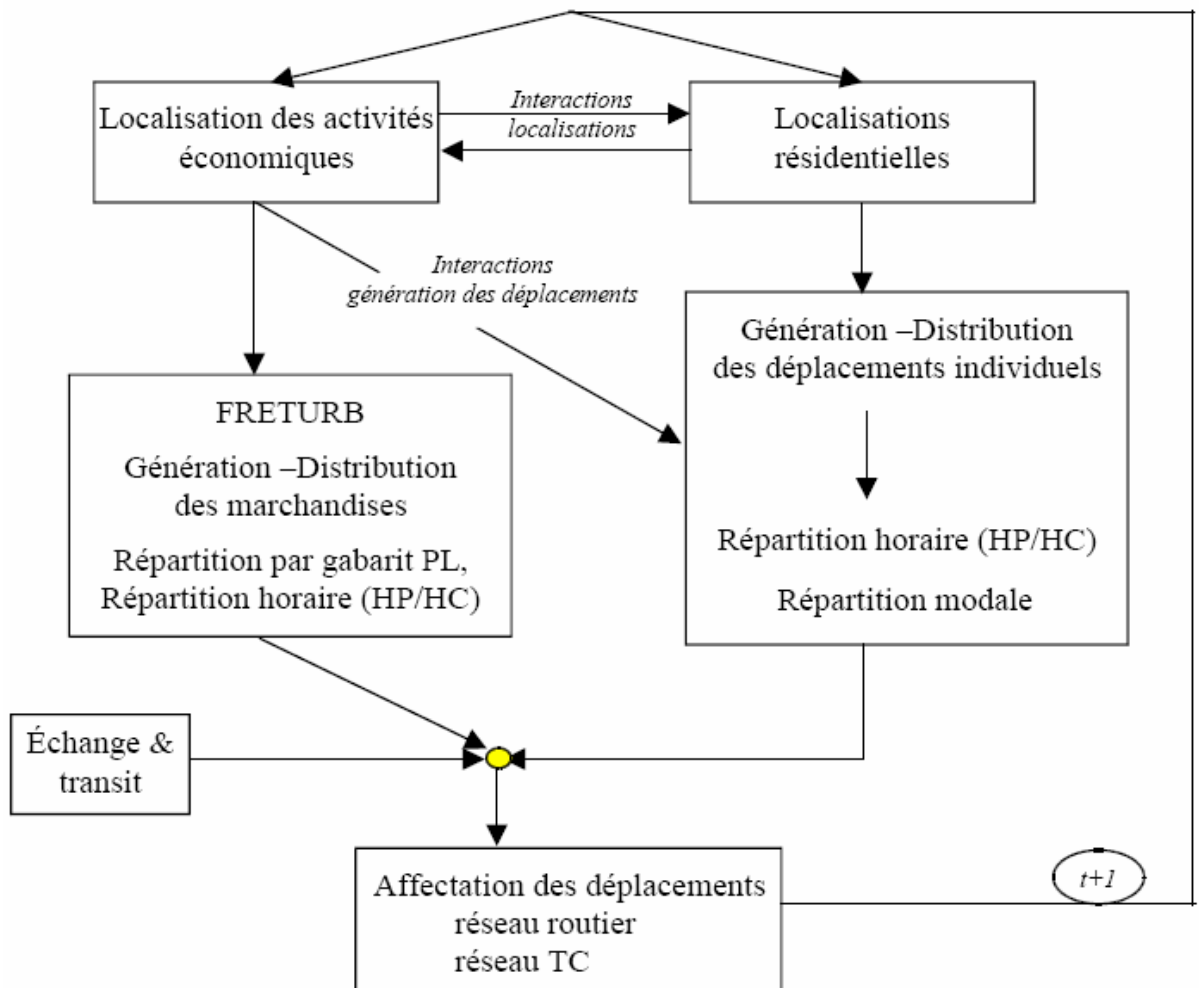 Localisation des activités
économiques
Interactions
localisations
Localisations
résidentielles
Interactions
génération des déplacements
Génération –Distribution
des déplacements individuels
Répartition horaire (HP/HC)
Répartition modale
FRETURB
Génération –Distribution
des marchandises
Répartition par gabarit PL,
Répartition horaire (HP/HC)
Échange &
transit
Affectation des déplacements
réseau routier
réseau TC
t+1